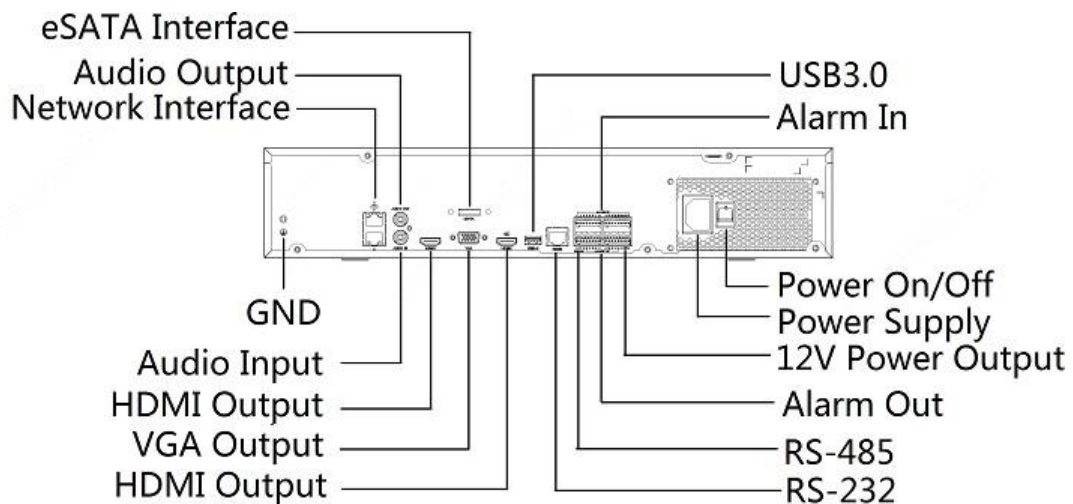 eSATA Interface
Audio Output
Network Interface
USB3.0
Alarm In
GND
Audio Input
HDMI Output
VGA Output
HDMI Output
Power On/Off
Power Supply
12V Power Output
Alarm Out
RS-485
RS-232